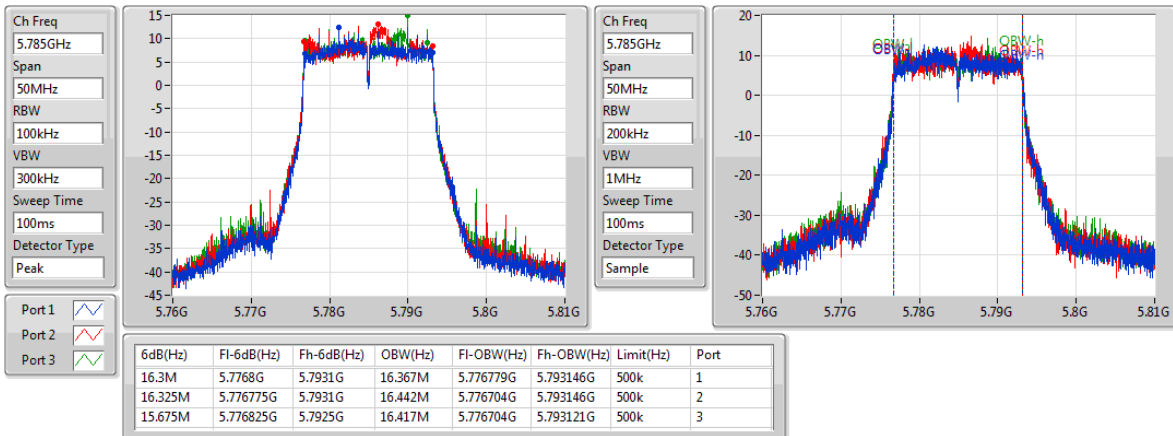 Ch Freq
5.785GHz
Span
50MHz
RBW
100kHz
VBW
300kHz
Sweep Time
100ms
Detector Type
Peak
15
10
5
0
-5
-10
-15
-20
-25
-30
-35
-40
-45
5.76G 5.77G 5.78G 5.79G 5.8G 5.81G
Port 1
Port 2
Port 3
Ch Freq
5.785GHz
Span
50MHz
RBW
200kHz
VBW
1MHz
Sweep Time
100ms
Detector Type
Sample
20
10
0
-10
-20
-30
-40
-50
OBW-h
OBW-h
5.76G 5.77G 5.78G 5.79G 5.8G 5.81G
6dB(Hz) Fl-6dB(Hz) Fh-6dB(Hz) OBW(Hz) Fl-OBW(Hz) Fh-OBW(Hz) Limit(Hz) Port
16.3M 5.7768G 5.7931G 16.367M 5.776779G 5.793146G 500k 1
16.325M 5.776775G 5.7931G 16.442M 5.776704G 5.793146G 500k 2
15.675M 5.776825G 5.7925G 16.417M 5.776704G 5.793121G 500k 3